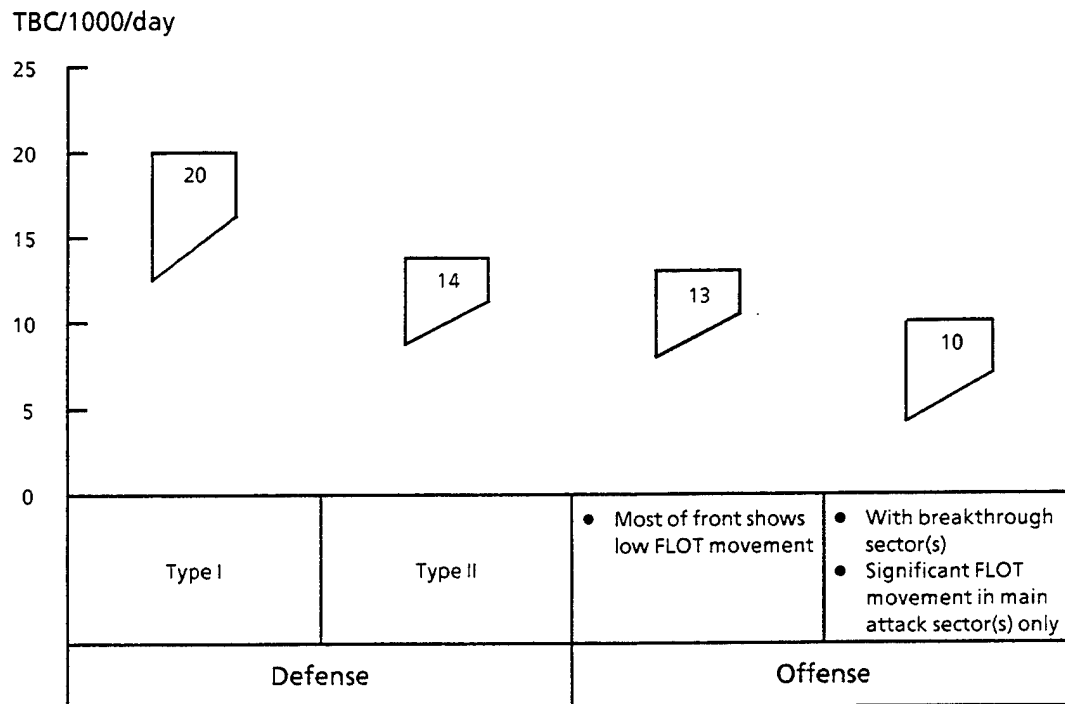 TBC/1000/day
25
20
15
10
5
0
20
14
13
10
Type I
Type II
• Most of front shows
low FLOT movement
• With breakthrough
sector(s)
• Significant FLOT
movement in main
attack sector(s) only
Defense
Offense